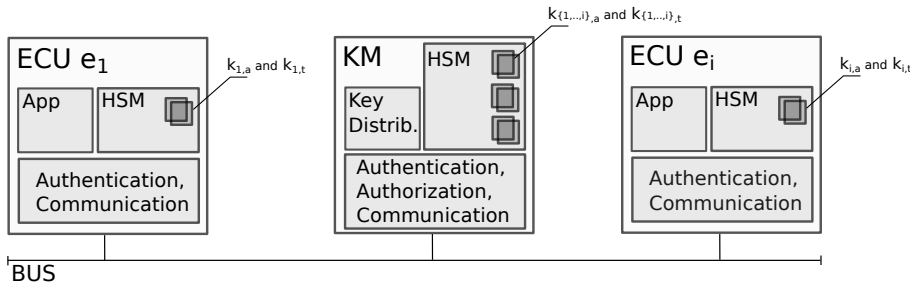 k{1,..,i},a and k{1,..,i},t
ECU e1
k1,a and k1,t
App
HSM
Authentication,
Communication
KM
HSM
Key
Distrib.
Authentication,
Authorization,
Communication
ECU ei
ki,a and ki,t
App
HSM
Authentication,
Communication
BUS